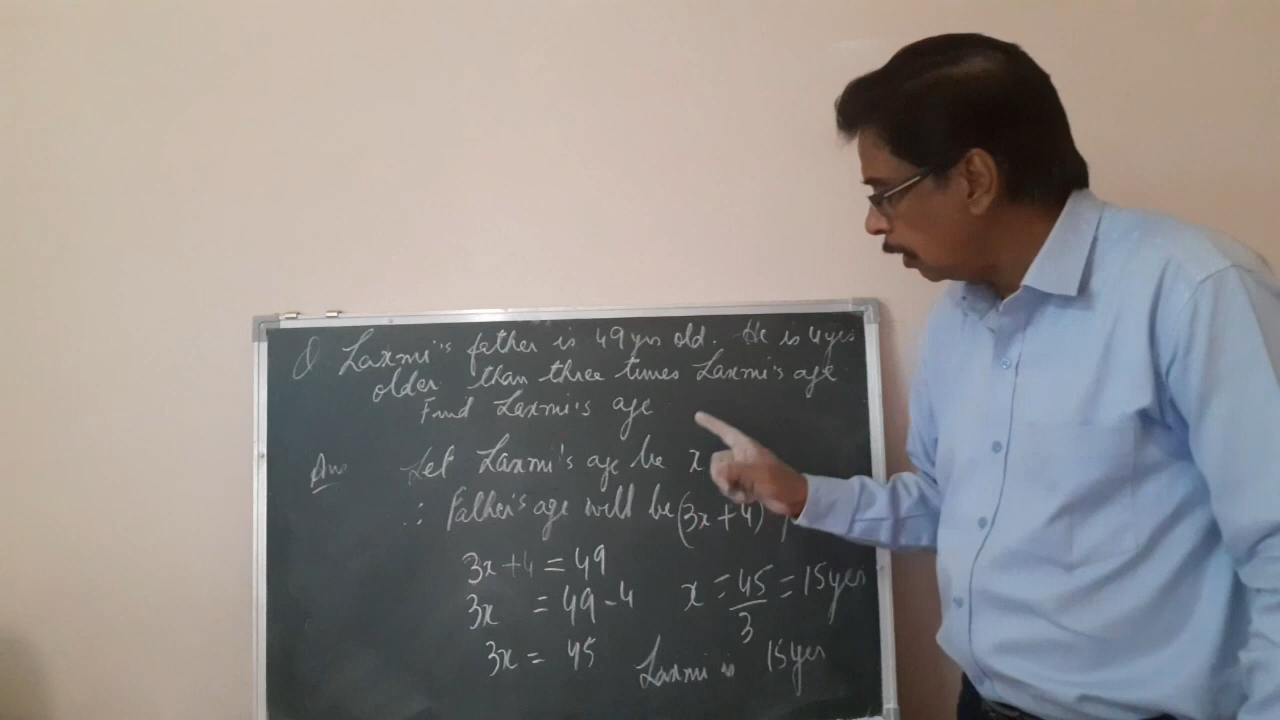 Q Laxmi's father is 49 yrs old. He is 4 yrs
older than three times Laxmi's age
Find Laxmi's age
Ans Let Laxmi's age be x
∴ Father's age will be (3x+4)
3x+4 = 49
3x = 49-4
3x = 45
x = 45/3 = 15 yrs
Laxmi is 15 yrs